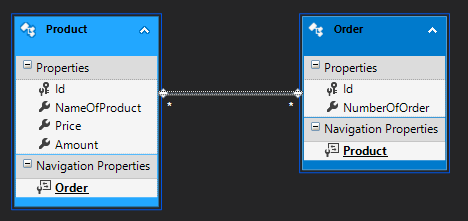 Product
Properties
Id
NameOfProduct
Price
Amount
Navigation Properties
Order
*
*
Order
Properties
Id
NumberOfOrder
Navigation Properties
Product